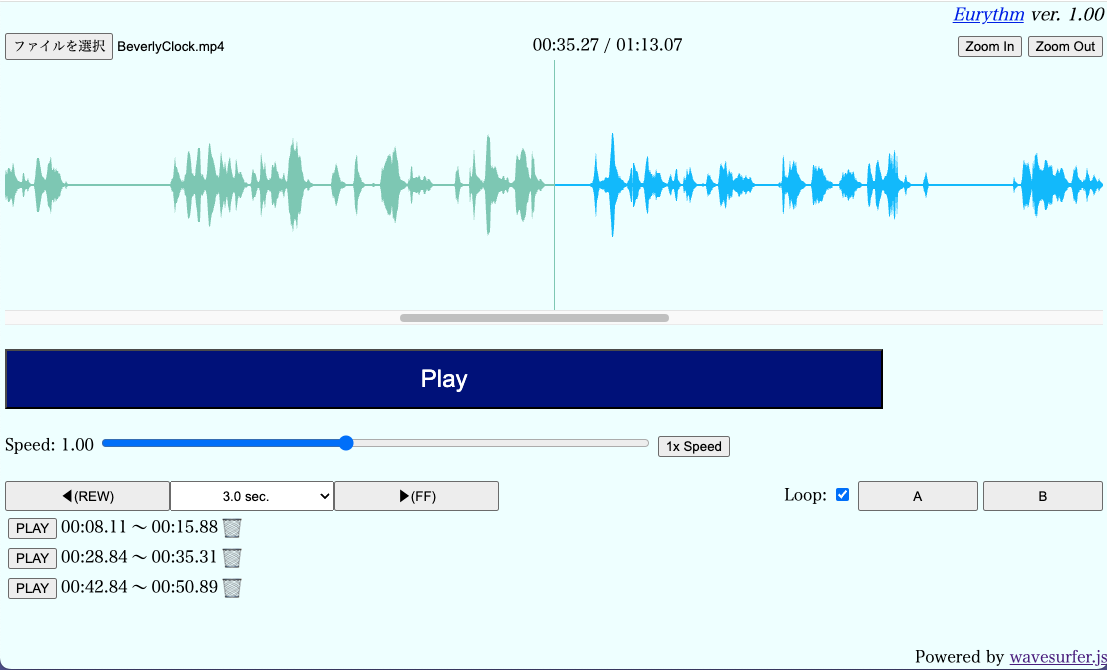 Eurythm ver. 1.00
ファイルを選択 BeverlyClock.mp4 00:35.27 / 01:13.07 Zoom In Zoom Out
Play
Speed: 1.00 1x Speed
◀(REW) 3.0 sec. ▶(FF) Loop: A B
PLAY 00:08.11 〜 00:15.88
PLAY 00:28.84 〜 00:35.31
PLAY 00:42.84 〜 00:50.89
Powered by wavesurfer.js